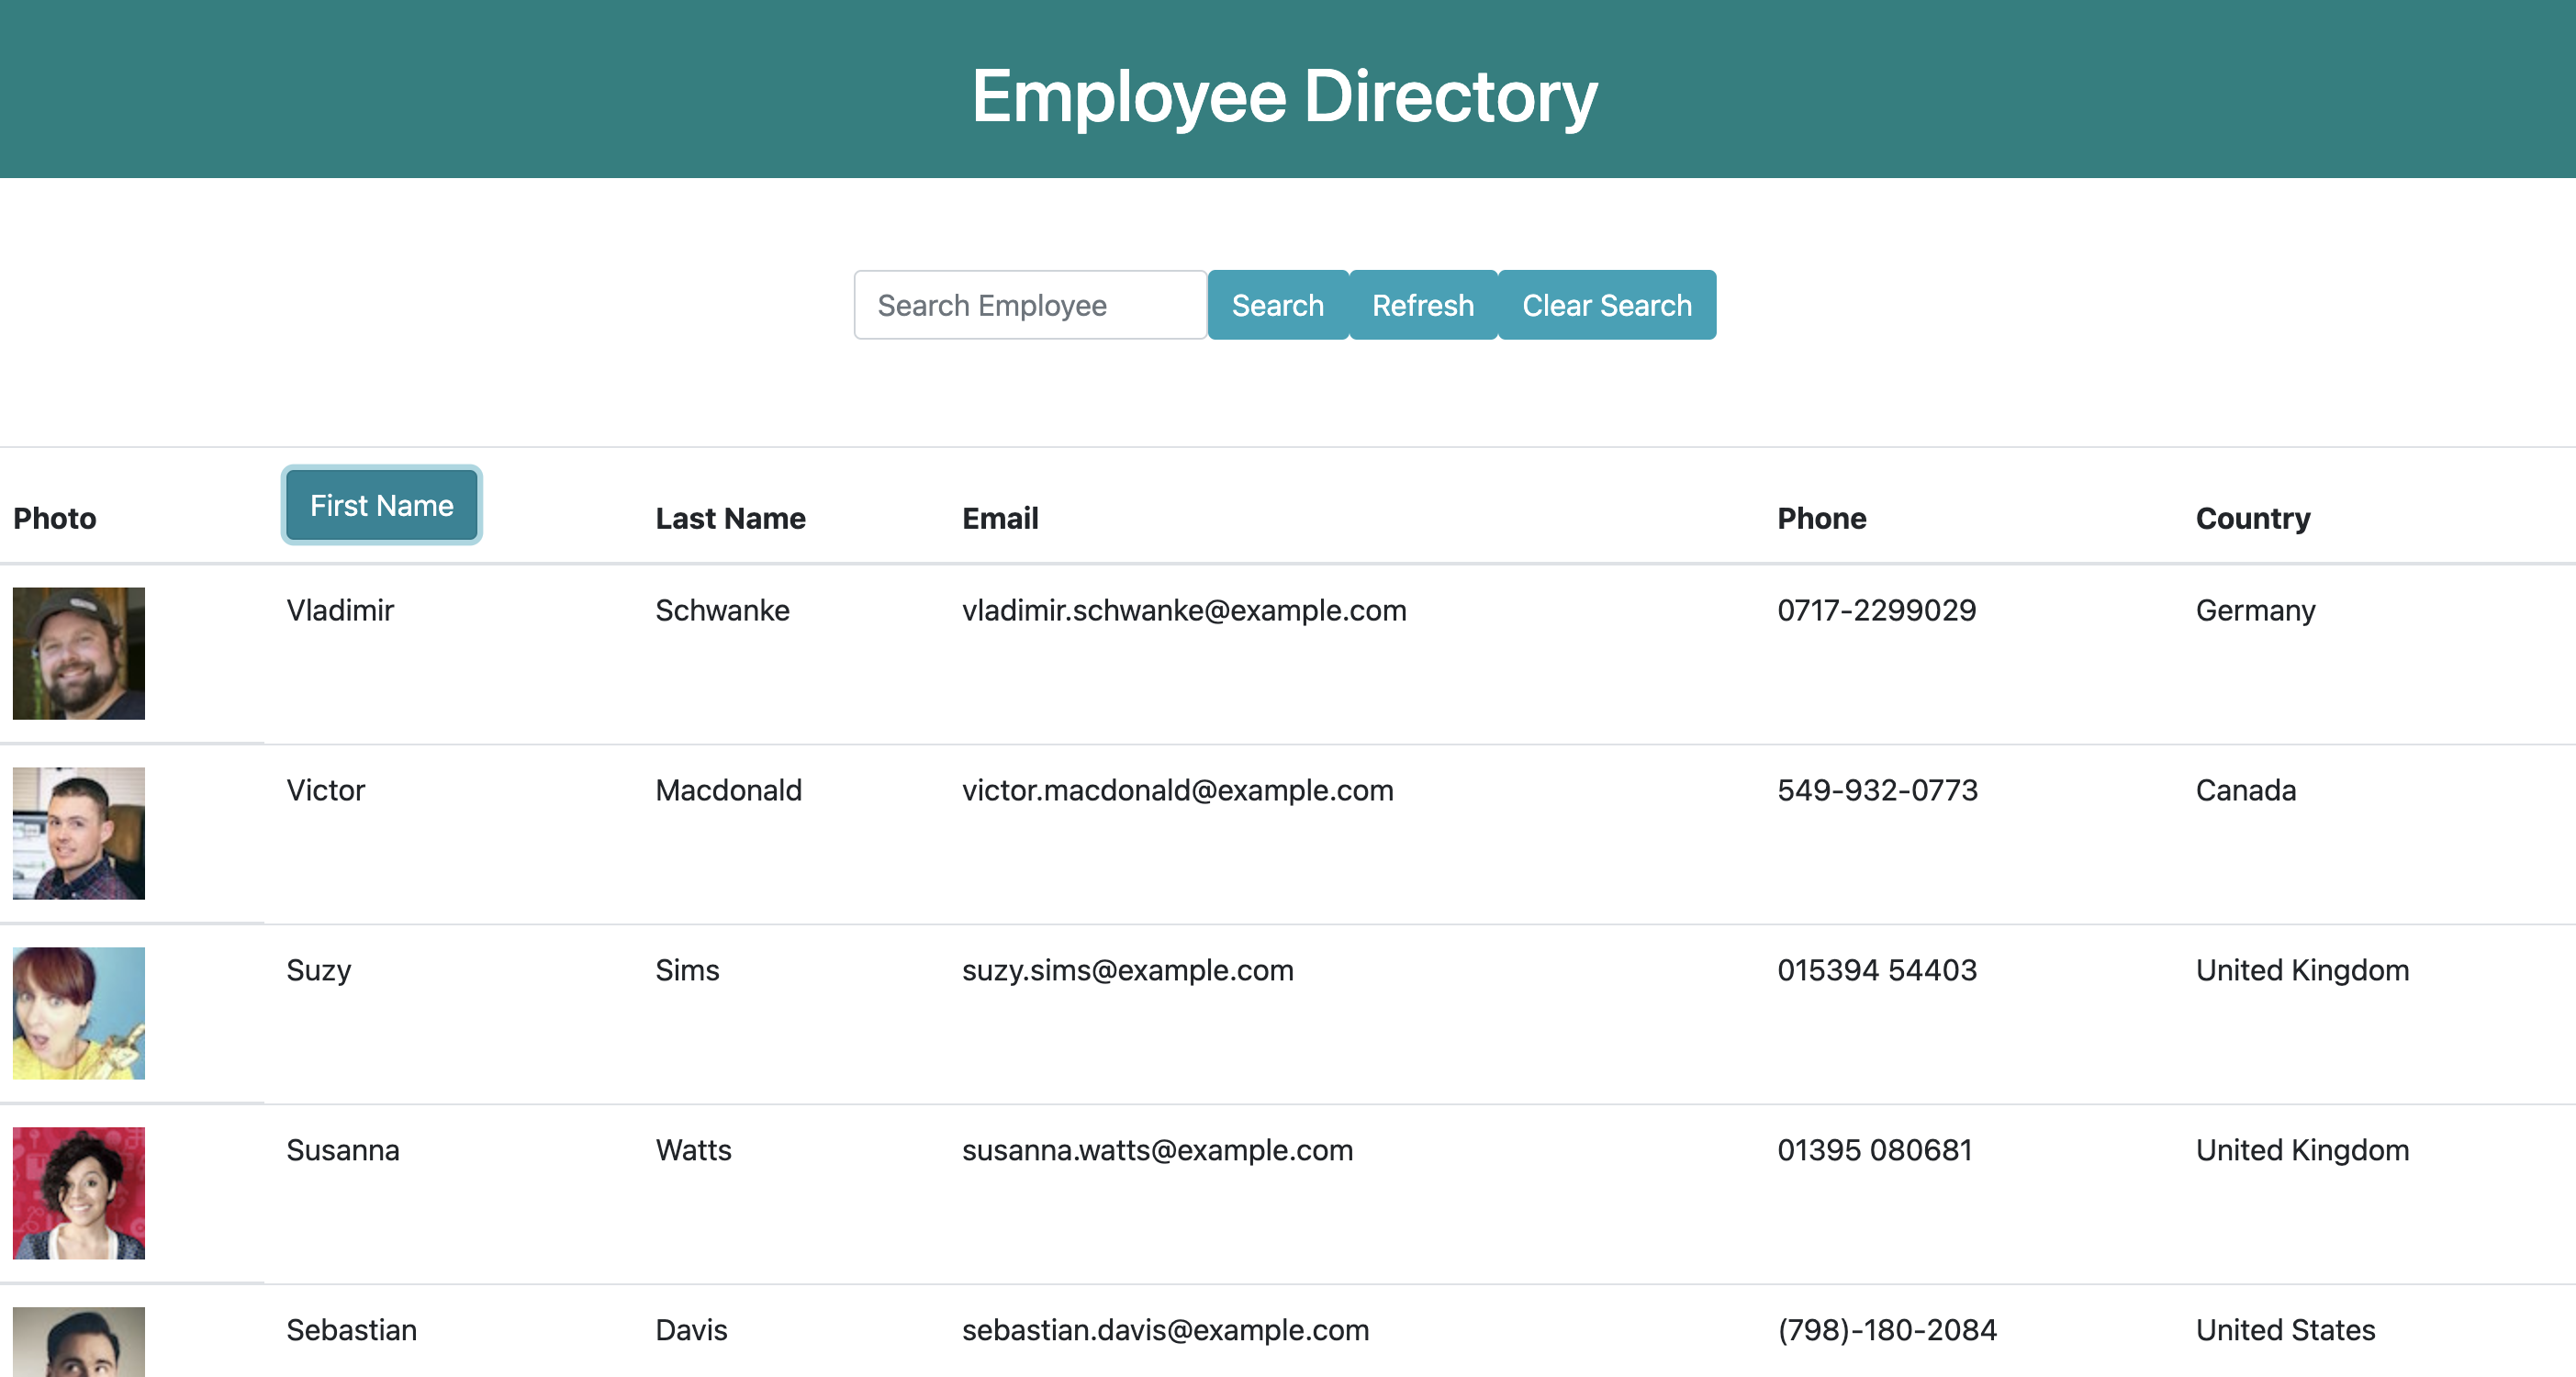 Employee Directory
Search Employee Search Refresh Clear Search
Photo First Name Last Name Email Phone Country
Vladimir Schwanke vladimir.schwanke@example.com 0717-2299029 Germany
Victor Macdonald victor.macdonald@example.com 549-932-0773 Canada
Suzy Sims suzy.sims@example.com 015394 54403 United Kingdom
Susanna Watts susanna.watts@example.com 01395 080681 United Kingdom
Sebastian Davis sebastian.davis@example.com (798)-180-2084 United States